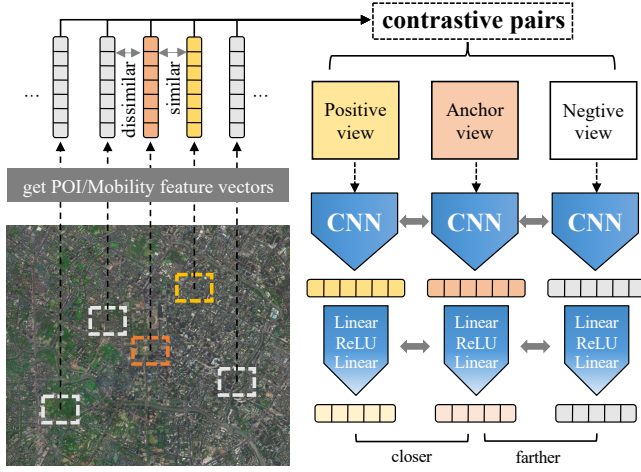 contrastive pairs
...
dissimilar
similar
...
get POI/Mobility feature vectors
Positive
view
Anchor
view
Negtive
view
CNN
CNN
CNN
Linear
ReLU
Linear
Linear
ReLU
Linear
Linear
ReLU
Linear
closer
farther